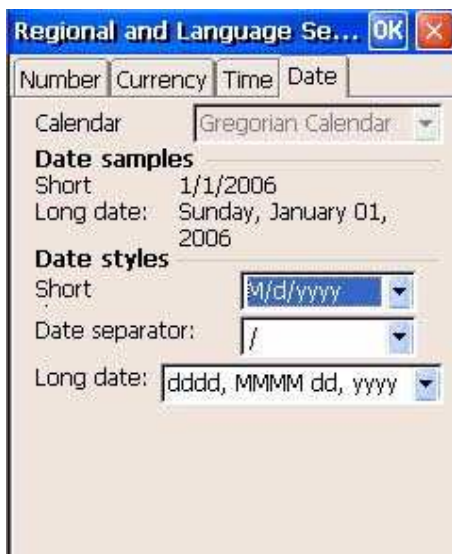 Regional and Language Se... OK
Number Currency Time Date
Calendar Gregorian Calendar
Date samples
Short 1/1/2006
Long date: Sunday, January 01,
2006
Date styles
Short M/d/yyyy
Date separator: /
Long date: dddd, MMMM dd, yyyy